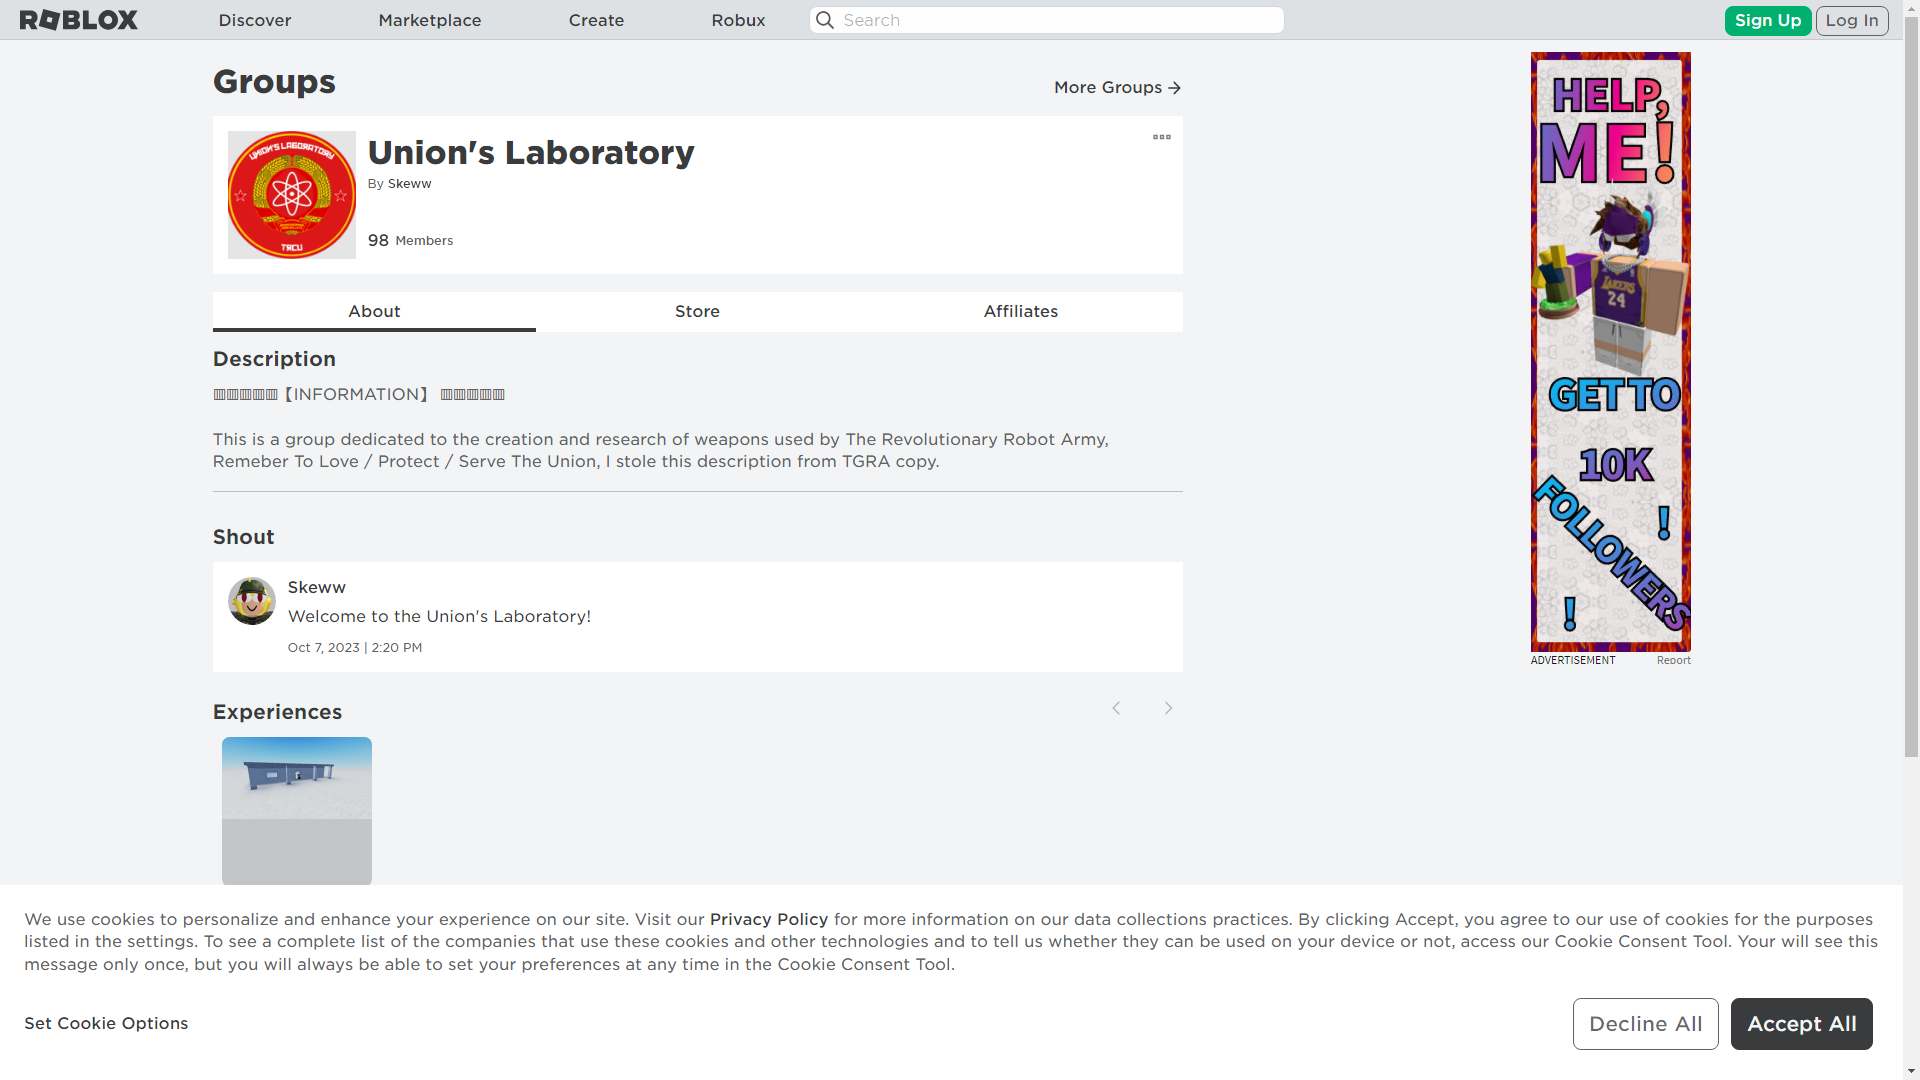 ROBLOX
Discover
Marketplace
Create
Robux
Search
Sign Up
Log In
Groups
More Groups
UNION'S LABORATORY
TRCU
Union's Laboratory
By Skeww
98 Members
About
Store
Affiliates
Description
【INFORMATION】
This is a group dedicated to the creation and research of weapons used by The Revolutionary Robot Army,
Remeber To Love / Protect / Serve The Union, I stole this description from TGRA copy.
Shout
Skeww
Welcome to the Union's Laboratory!
Oct 7, 2023 | 2:20 PM
Experiences
HELP,
ME!
LAKERS
24
GET TO
10K
FOLLOWERS
!
!
ADVERTISEMENT
Report
We use cookies to personalize and enhance your experience on our site. Visit our Privacy Policy for more information on our data collections practices. By clicking Accept, you agree to our use of cookies for the purposes
listed in the settings. To see a complete list of the companies that use these cookies and other technologies and to tell us whether they can be used on your device or not, access our Cookie Consent Tool. Your will see this
message only once, but you will always be able to set your preferences at any time in the Cookie Consent Tool.
Set Cookie Options
Decline All
Accept All